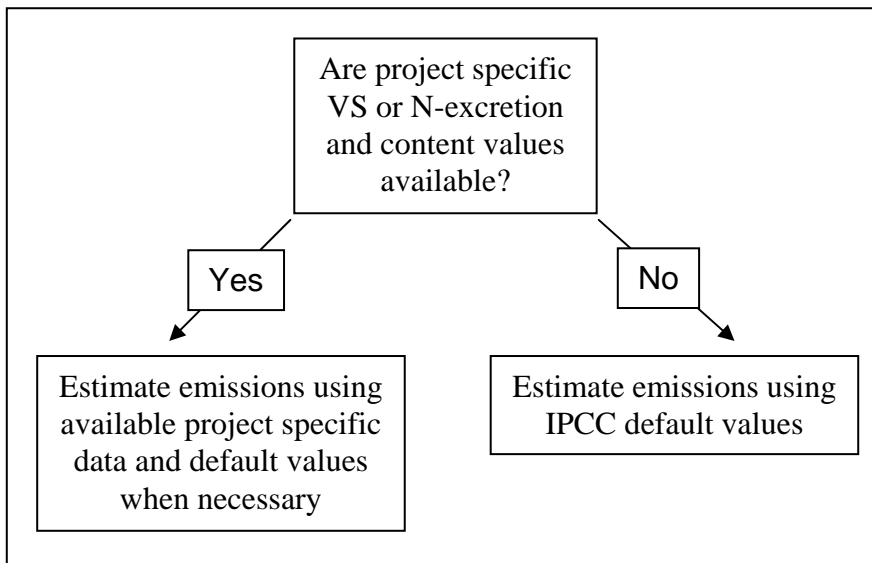 Are project specific
VS or N-excretion
and content values
available?
Yes
No
Estimate emissions using
available project specific
data and default values
when necessary
Estimate emissions using
IPCC default values